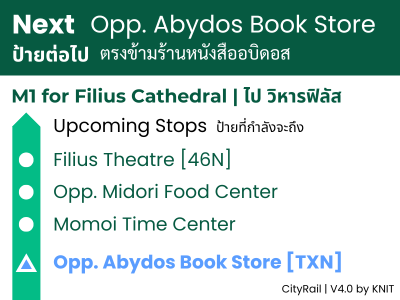 Next Opp. Abydos Book Store
ป้ายต่อไป ตรงข้ามร้านหนังสืออบิดอส
M1 for Filius Cathedral | ไป วิหารฟิลัส
Upcoming Stops ป้ายที่กำลังจะถึง
Filius Theatre [46N]
Opp. Midori Food Center
Momoi Time Center
Opp. Abydos Book Store [TXN]
CityRail | V4.0 by KNIT